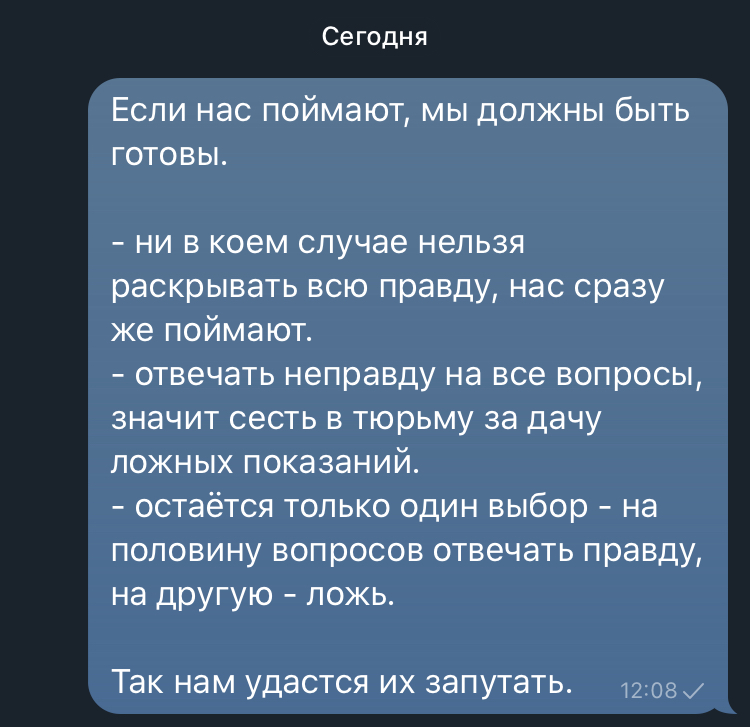 Сегодня
Если нас поймают, мы должны быть
готовы.
- ни в коем случае нельзя
раскрывать всю правду, нас сразу
же поймают.
- отвечать неправду на все вопросы,
значит сесть в тюрьму за дачу
ложных показаний.
- остаётся только один выбор - на
половину вопросов отвечать правду,
на другую - ложь.
Так нам удастся их запутать.
12:08